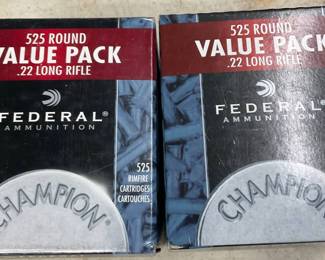 525 ROUND
VALUE PACK
.22 LONG RIFLE
FEDERAL®
AMMUNITION
525
RIMFIRE
CARTRIDGES
CARTOUCHES
CHAMPION®
525 ROUND
VALUE PACK
.22 LONG RIFLE
FEDERAL
AMMUNITION
CHAMPION